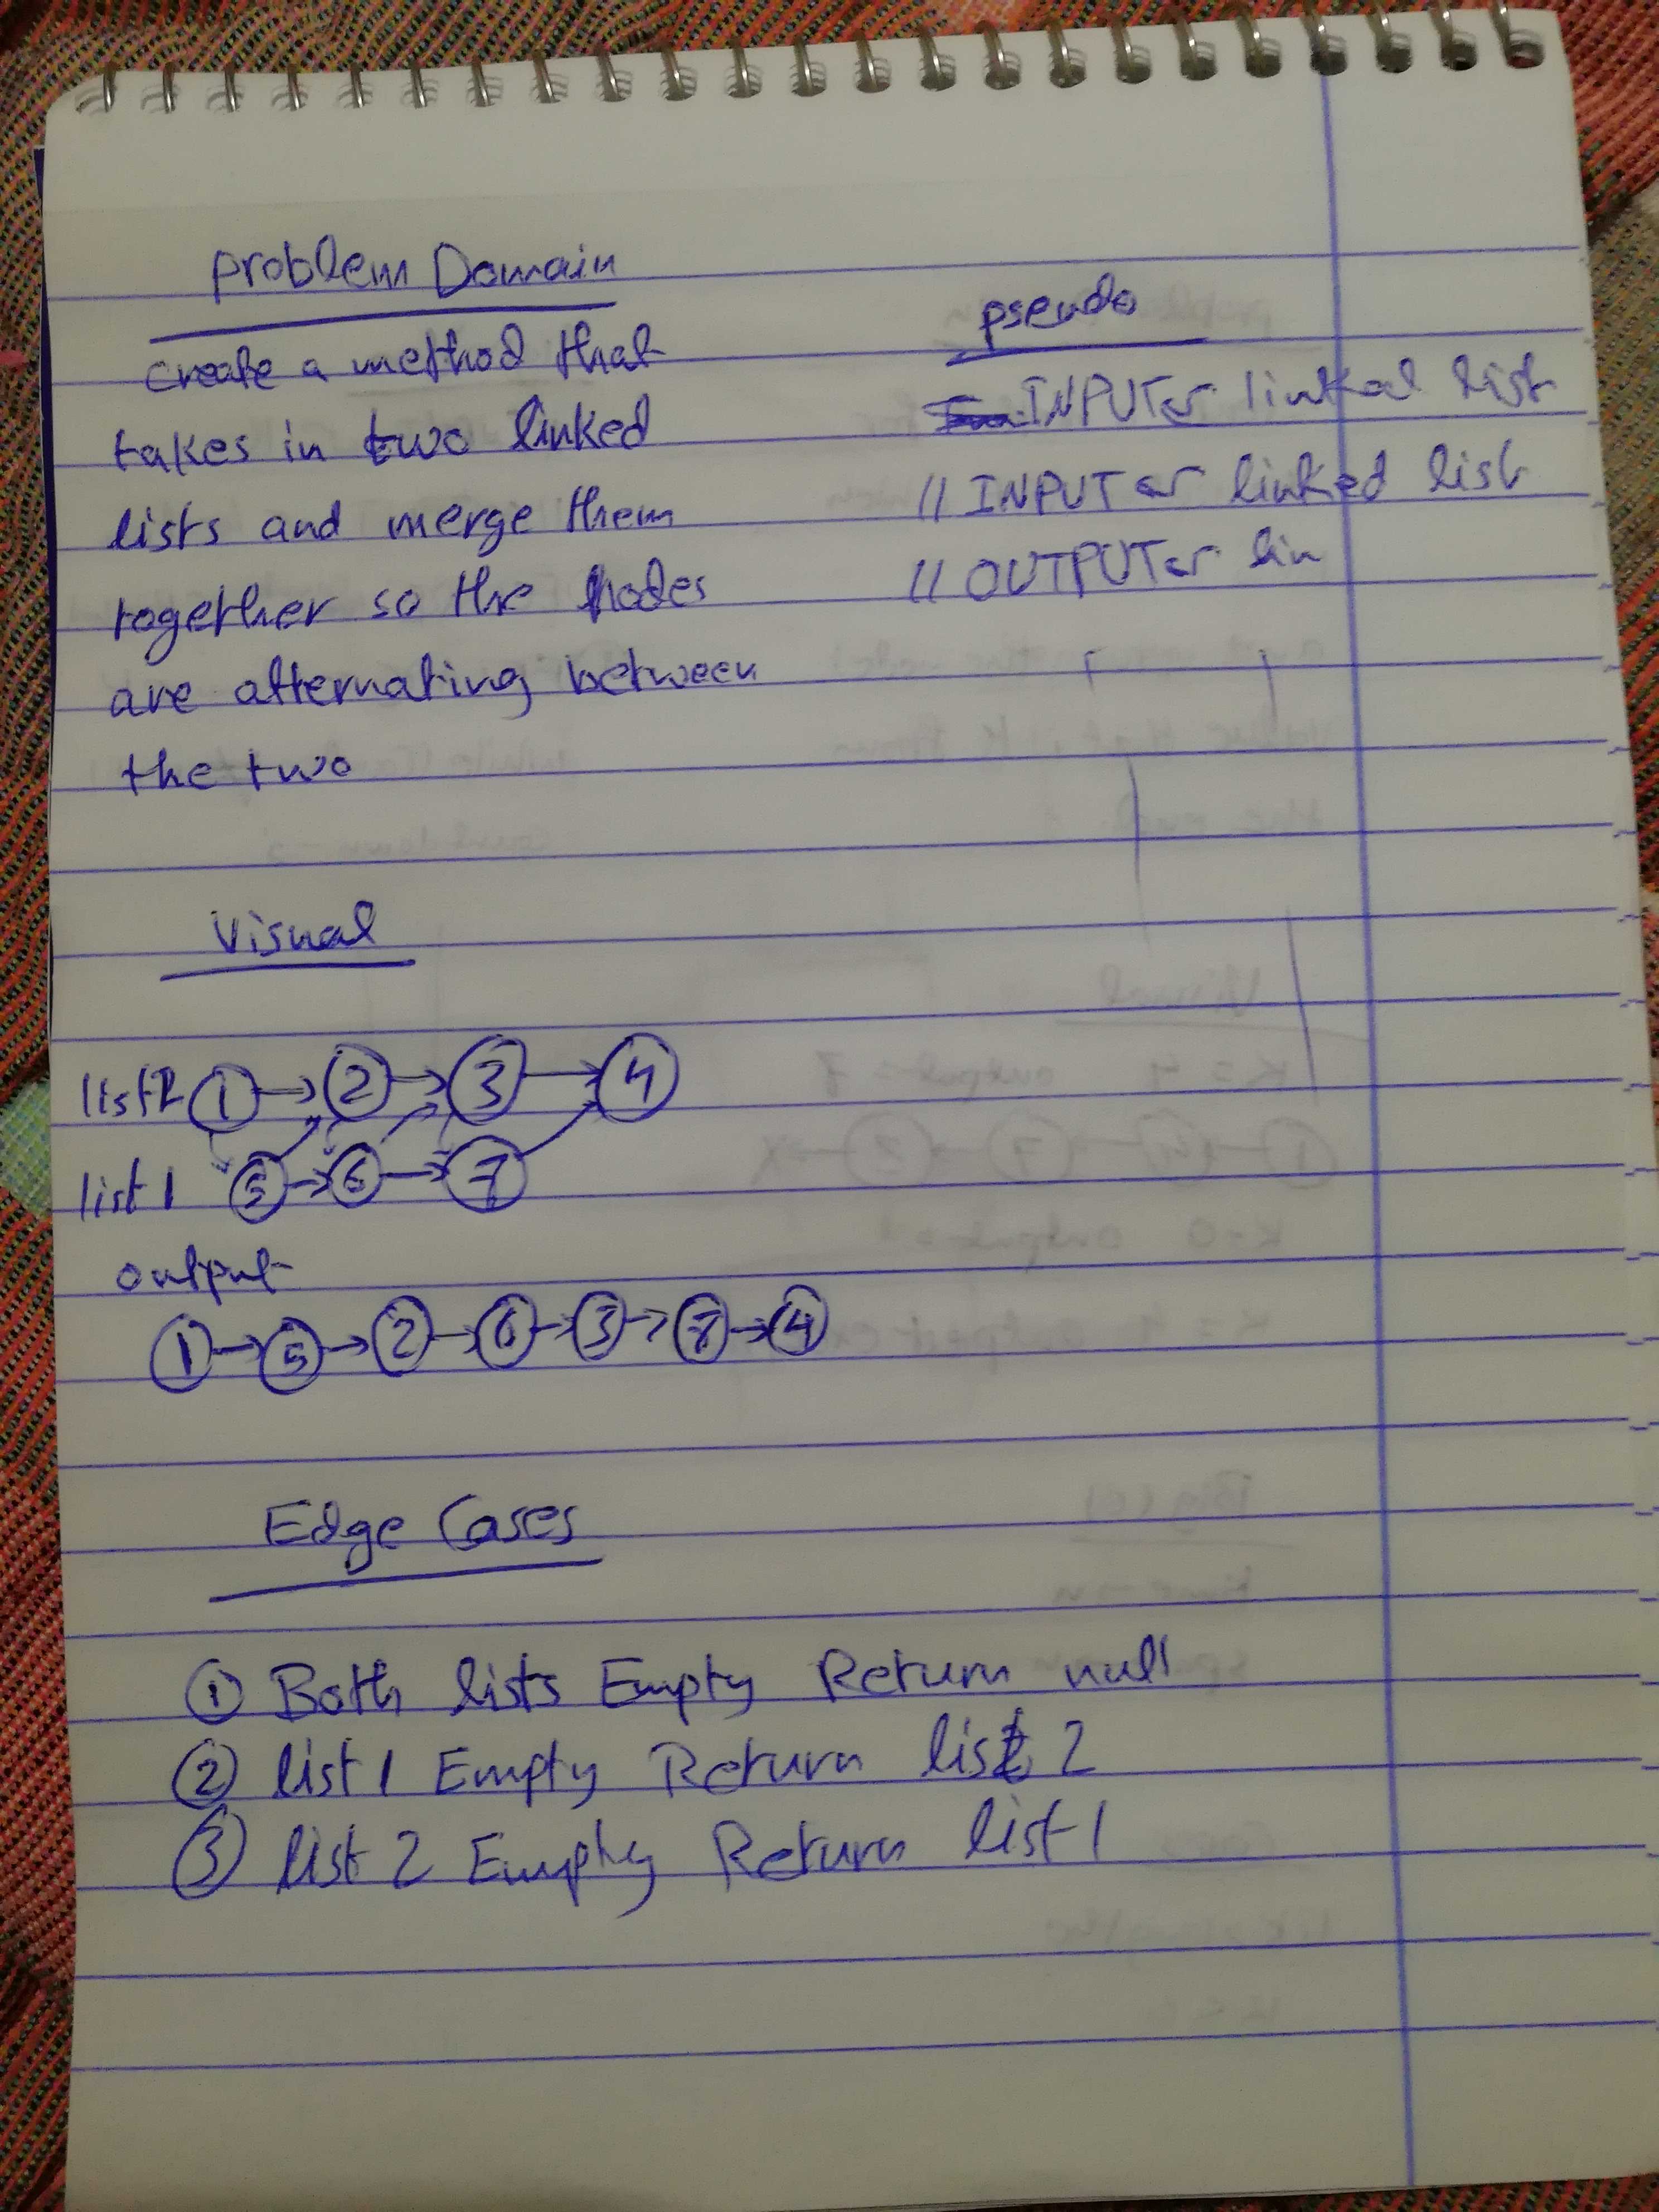 problem Domain
create a method that
takes in two linked
lists and merge them
together so the nodes
are alternating between
the two
pseudo
INPUT <- linked list
// INPUT <- linked list
// OUTPUT <- lin
Visual
list2 1 → 2 → 3 → 4
list 1 5 → 6 → 7
output
1 → 5 → 2 → 6 → 3 → 7 → 4
Edge Cases
① Both lists Empty Return null
② list 1 Empty Return list 2
③ list 2 Empty Return list 1